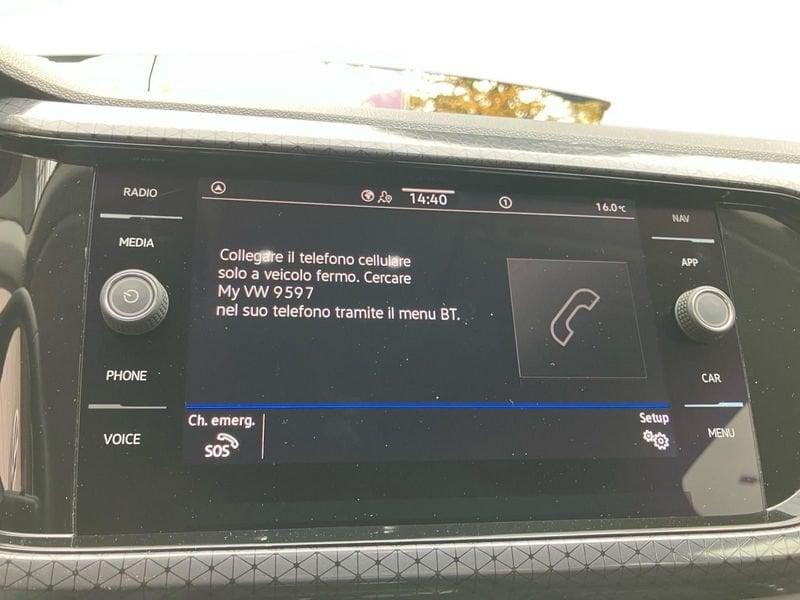 RADIO
MEDIA
PHONE
VOICE
14:40
1
16.0°C
Collegare il telefono cellulare
solo a veicolo fermo. Cercare
My VW 9597
nel suo telefono tramite il menu BT.
Ch. emerg.
SOS
Setup
NAV
APP
CAR
MENU